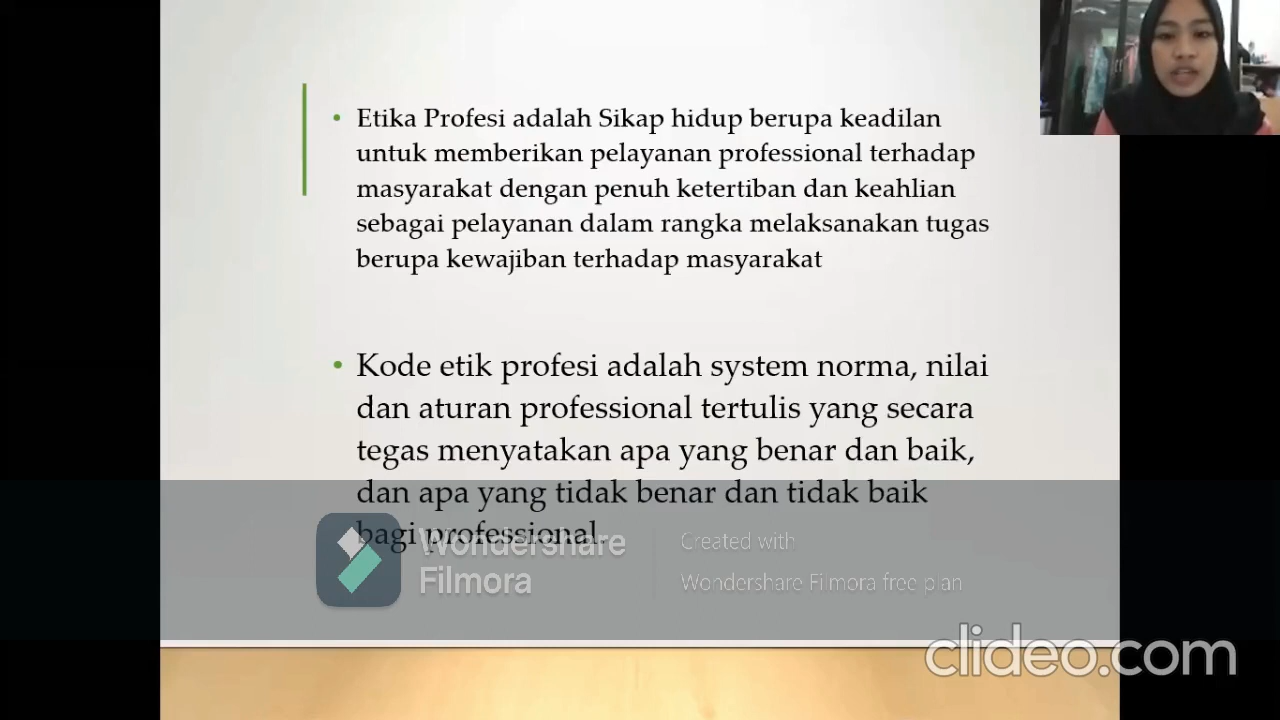 Etika Profesi adalah Sikap hidup berupa keadilan
untuk memberikan pelayanan professional terhadap
masyarakat dengan penuh ketertiban dan keahlian
sebagai pelayanan dalam rangka melaksanakan tugas
berupa kewajiban terhadap masyarakat
Kode etik profesi adalah system norma, nilai
dan aturan professional tertulis yang secara
tegas menyatakan apa yang benar dan baik,
dan apa yang tidak benar dan tidak baik
bagi professional.
Wondershare
Filmora
Created with
Wondershare Filmora free plan
clideo.com